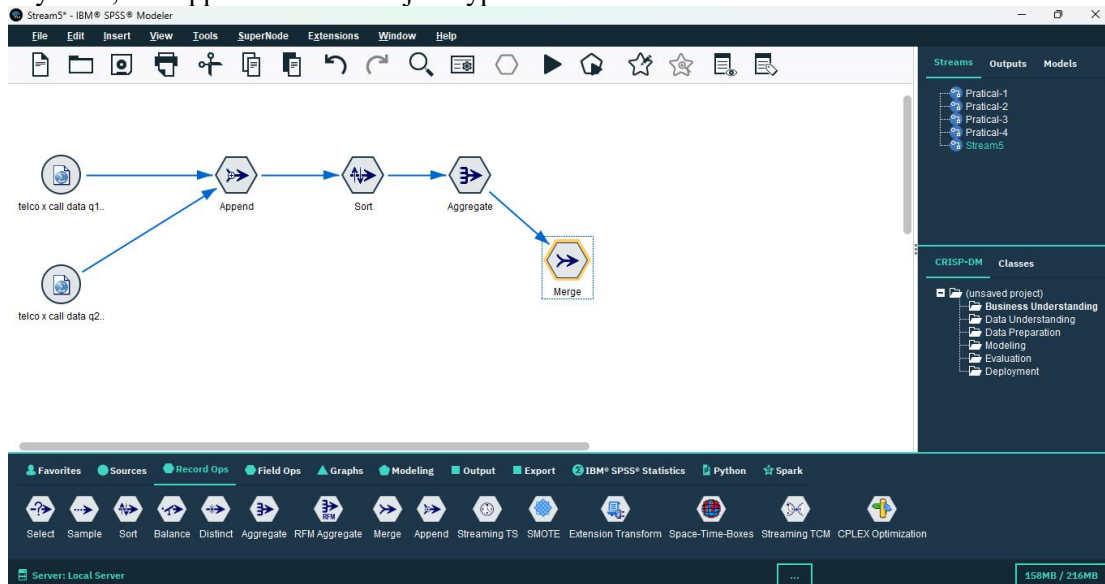 Stream5* - IBM® SPSS® Modeler
File Edit Insert View Tools SuperNode Extensions Window Help
Streams Outputs Models
Pratical-1
Pratical-2
Pratical-3
Pratical-4
Stream5
telco x call data q1..
Append
Sort
Aggregate
Merge
telco x call data q2..
CRISP-DM Classes
(unsaved project)
Business Understanding
Data Understanding
Data Preparation
Modeling
Evaluation
Deployment
Favorites Sources Record Ops Field Ops Graphs Modeling Output Export IBM® SPSS® Statistics Python Spark
RFM
Select Sample Sort Balance Distinct Aggregate RFM Aggregate Merge Append Streaming TS SMOTE Extension Transform Space-Time-Boxes Streaming TCM CPLEX Optimization
Server: Local Server ... 158MB / 216MB